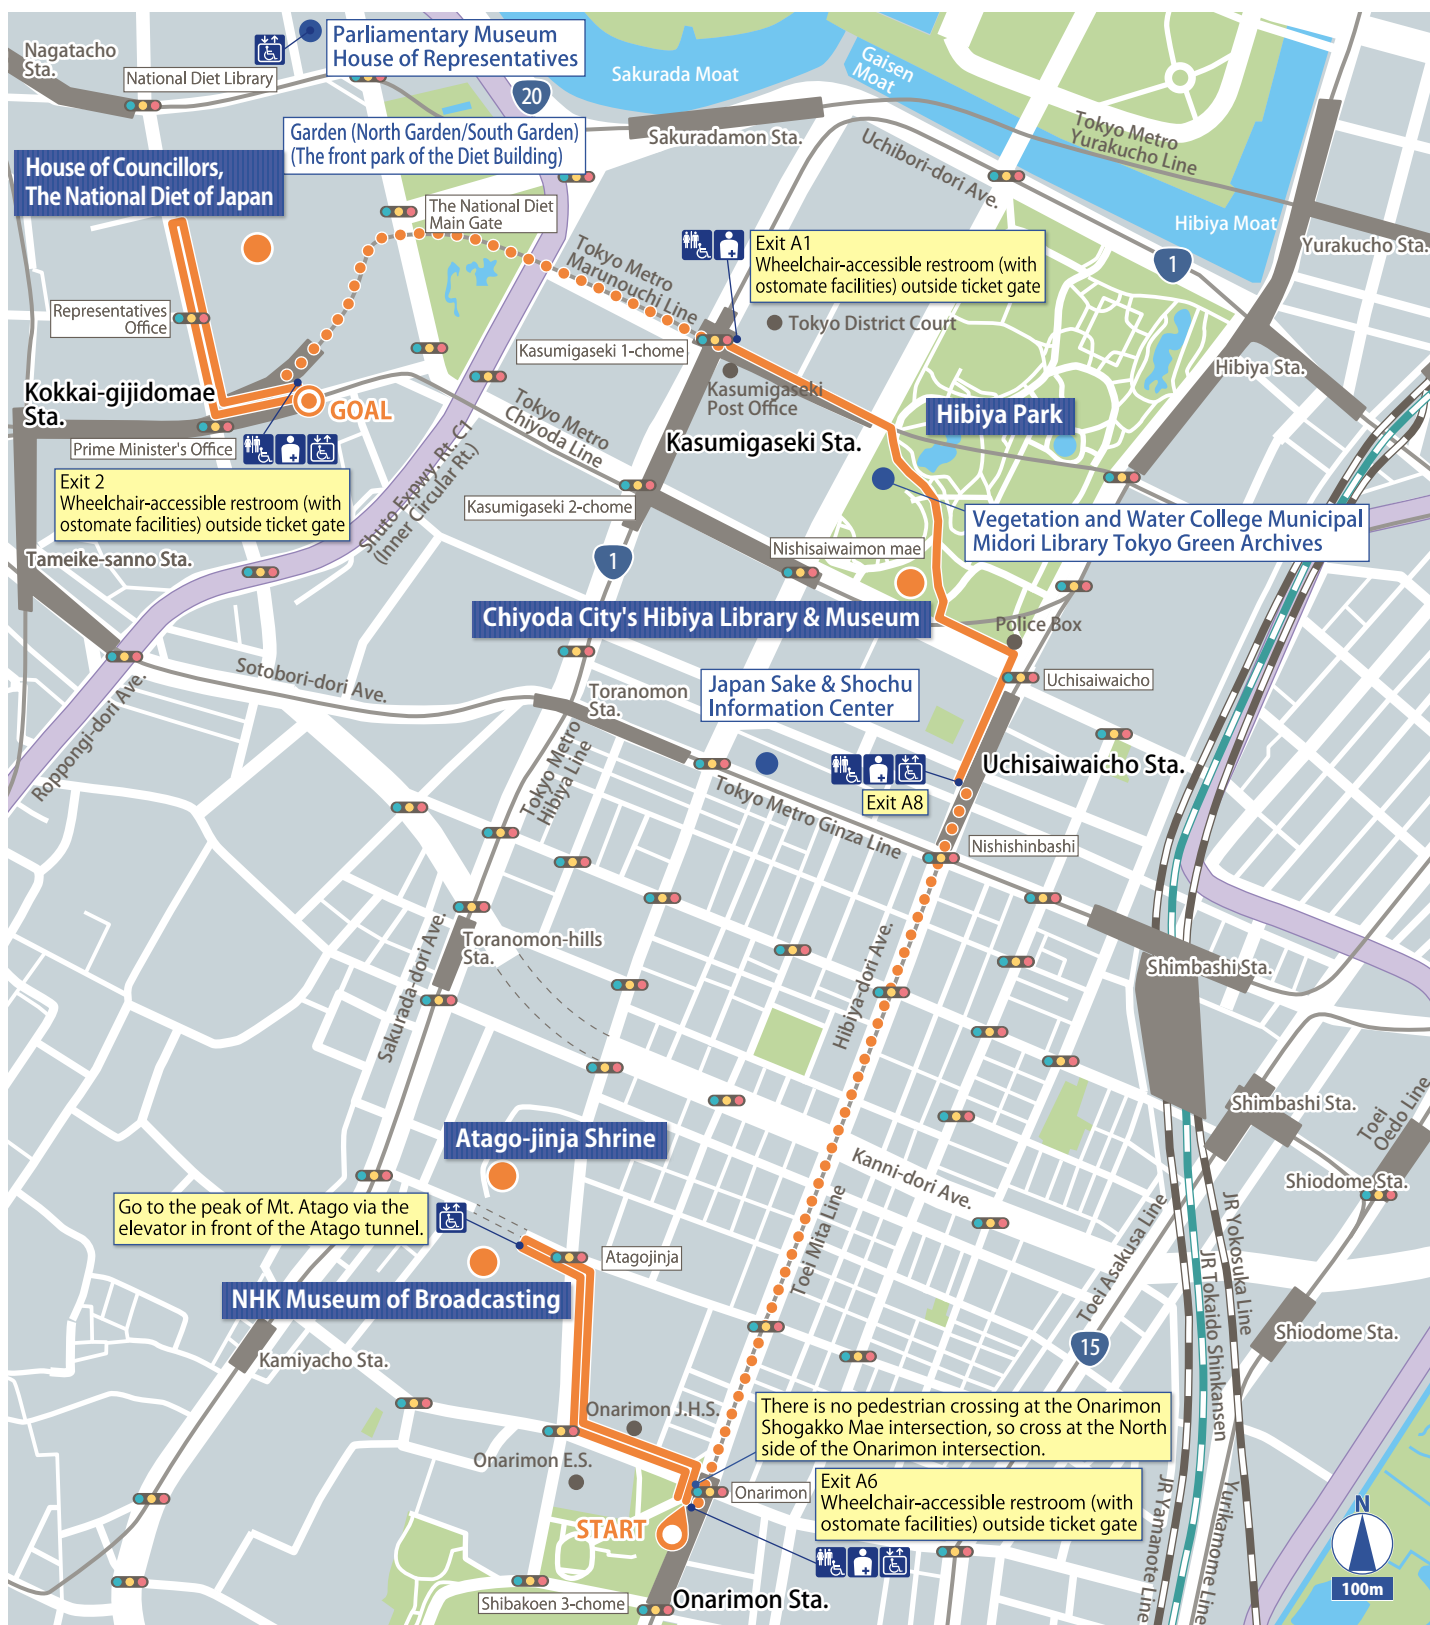 Nagatacho
Sta.
National Diet Library
Parliamentary Museum
House of Representatives
20
Sakurada Moat
Gaisen
Moat
Garden (North Garden/South Garden)
(The front park of the Diet Building)
Sakuradamon Sta.
Tokyo Metro
Yurakucho Line
Uchibori-dori Ave.
House of Councillors,
The National Diet of Japan
The National Diet
Main Gate
Hibiya Moat
Yurakucho Sta.
1
Tokyo Metro
Marunouchi Line
Exit A1
Wheelchair-accessible restroom (with
ostomate facilities) outside ticket gate
Representatives
Office
Tokyo District Court
Kasumigaseki 1-chome
Hibiya Sta.
Kokkai-gijidomae
Sta.
GOAL
Kasumigaseki
Post Office
Hibiya Park
Tokyo Metro
Chiyoda Line
Kasumigaseki Sta.
Prime Minister's Office
Exit 2
Wheelchair-accessible restroom (with
ostomate facilities) outside ticket gate
Shuto Expwy. Rt. C1
(Inner Circular Rt.)
Kasumigaseki 2-chome
Vegetation and Water College Municipal
Midori Library Tokyo Green Archives
Tameike-sanno Sta.
1
Nishisaiwaimon mae
Chiyoda City's Hibiya Library & Museum
Police Box
Sotobori-dori Ave.
Roppongi-dori Ave.
Toranomon
Sta.
Japan Sake & Shochu
Information Center
Uchisaiwaicho
Uchisaiwaicho Sta.
Tokyo Metro
Hibiya Line
Exit A8
Tokyo Metro Ginza Line
Nishishinbashi
Sakurada-dori Ave.
Toranomon-hills
Sta.
Hibiya-dori Ave.
Shimbashi Sta.
Shimbashi Sta.
Toei
Oedo Line
Atago-jinja Shrine
Kanni-dori Ave.
Shiodome Sta.
Go to the peak of Mt. Atago via the
elevator in front of the Atago tunnel.
Toei Mita Line
Toei Asakusa Line
JR Yokosuka Line
JR Tokaido Shinkansen
Atagojinja
NHK Museum of Broadcasting
Kamiyacho Sta.
15
Shiodome Sta.
Onarimon J.H.S.
There is no pedestrian crossing at the Onarimon
Shogakko Mae intersection, so cross at the North
side of the Onarimon intersection.
Onarimon E.S.
Onarimon
Exit A6
Wheelchair-accessible restroom (with
ostomate facilities) outside ticket gate
START
JR Yamanote Line
Yurikamome Line
N
100m
Shibakoen 3-chome
Onarimon Sta.